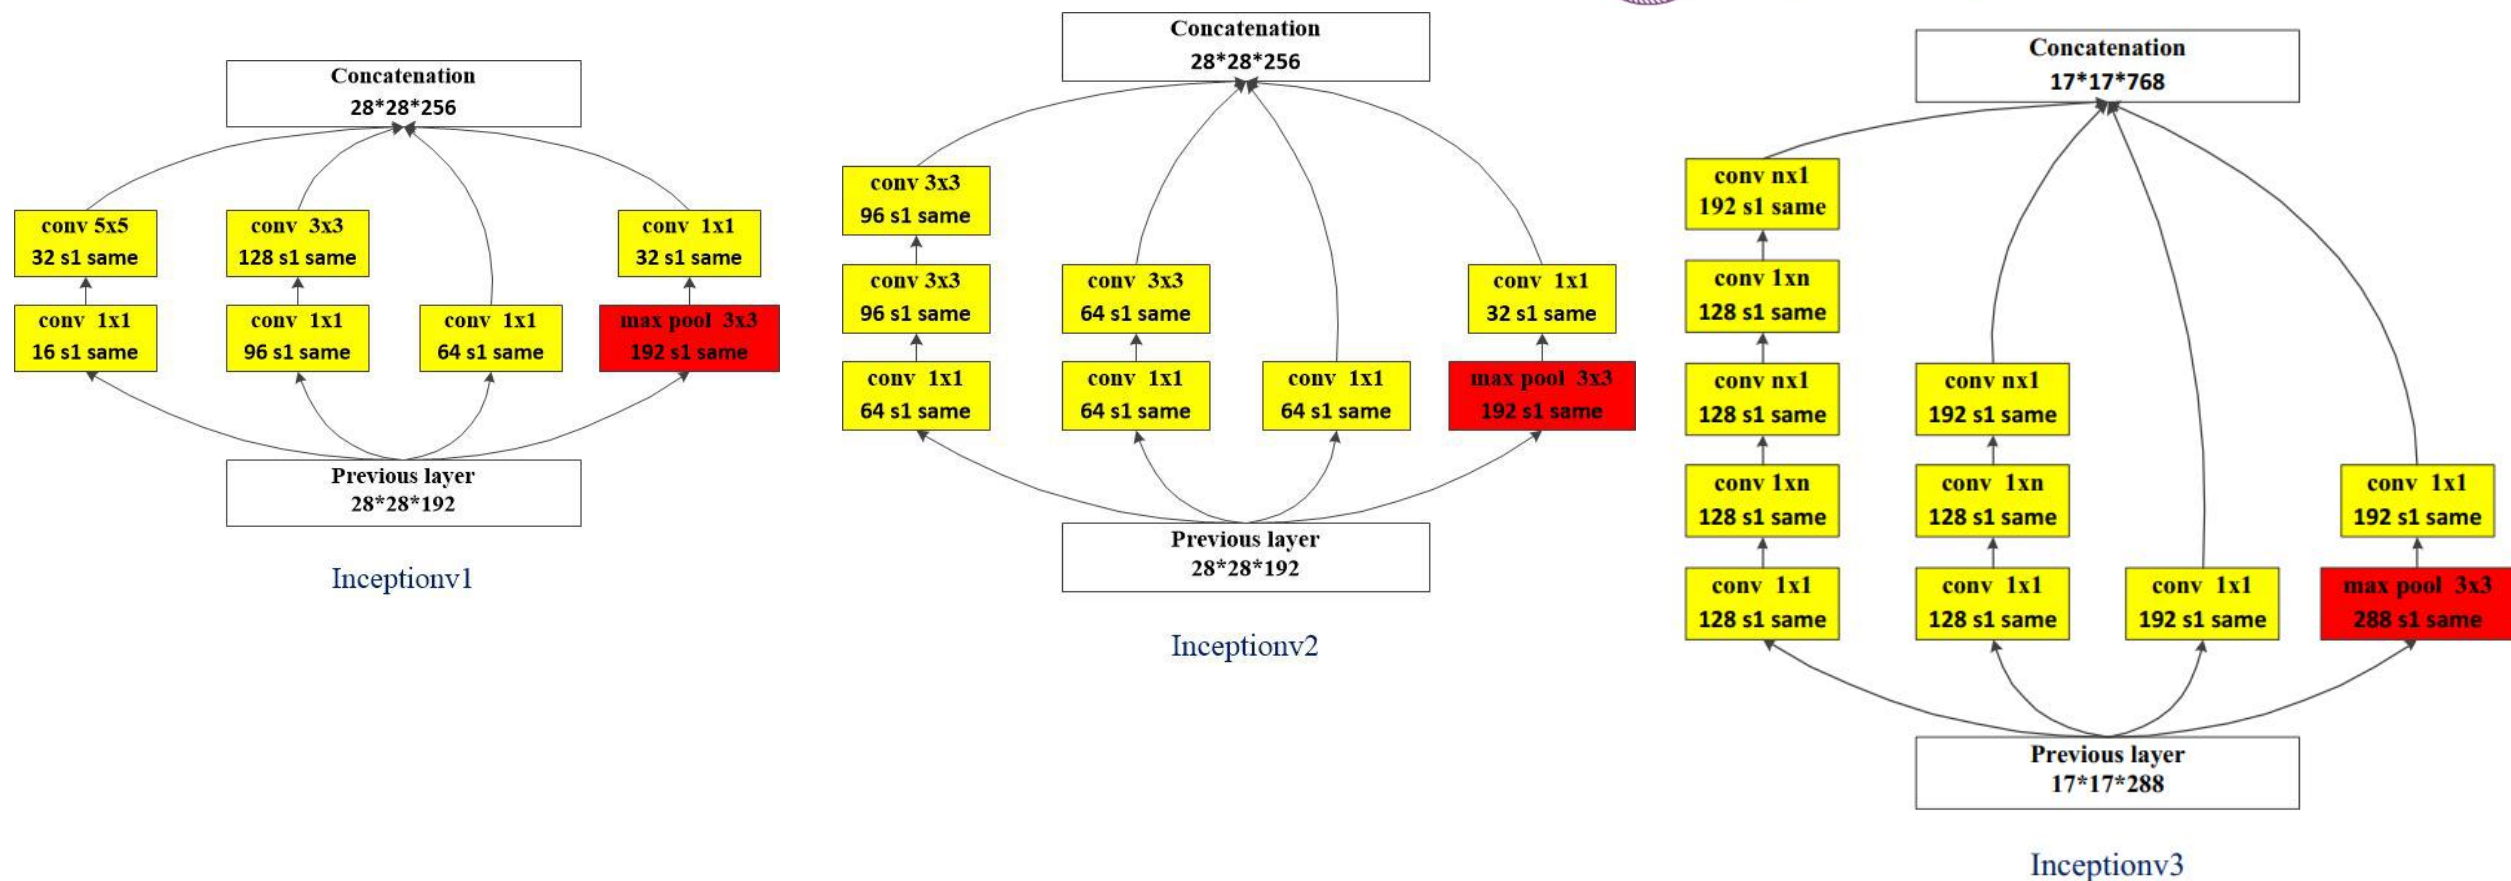 Concatenation
28*28*256
conv 5x5
32 s1 same
conv 3x3
128 s1 same
conv 1x1
32 s1 same
conv 1x1
16 s1 same
conv 1x1
96 s1 same
conv 1x1
64 s1 same
max pool 3x3
192 s1 same
Previous layer
28*28*192
Inceptionv1
Concatenation
28*28*256
conv 3x3
96 s1 same
conv 3x3
96 s1 same
conv 3x3
64 s1 same
conv 1x1
32 s1 same
conv 1x1
64 s1 same
conv 1x1
64 s1 same
conv 1x1
64 s1 same
max pool 3x3
192 s1 same
Previous layer
28*28*192
Inceptionv2
Concatenation
17*17*768
conv nx1
192 s1 same
conv 1xn
128 s1 same
conv nx1
128 s1 same
conv nx1
192 s1 same
conv 1xn
128 s1 same
conv 1xn
128 s1 same
conv 1x1
192 s1 same
conv 1x1
128 s1 same
conv 1x1
128 s1 same
conv 1x1
192 s1 same
max pool 3x3
288 s1 same
Previous layer
17*17*288
Inceptionv3